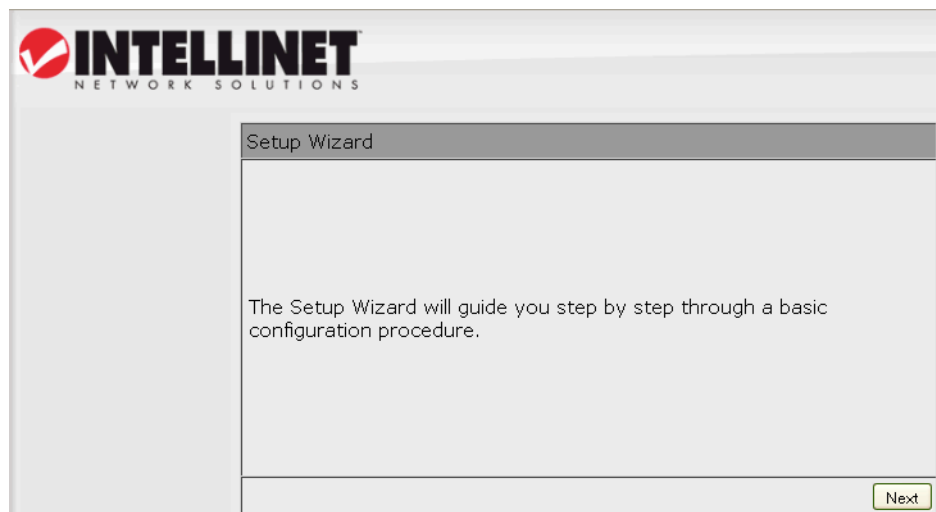 INTELLINET
NETWORK SOLUTIONS
Setup Wizard
The Setup Wizard will guide you step by step through a basic
configuration procedure.
Next